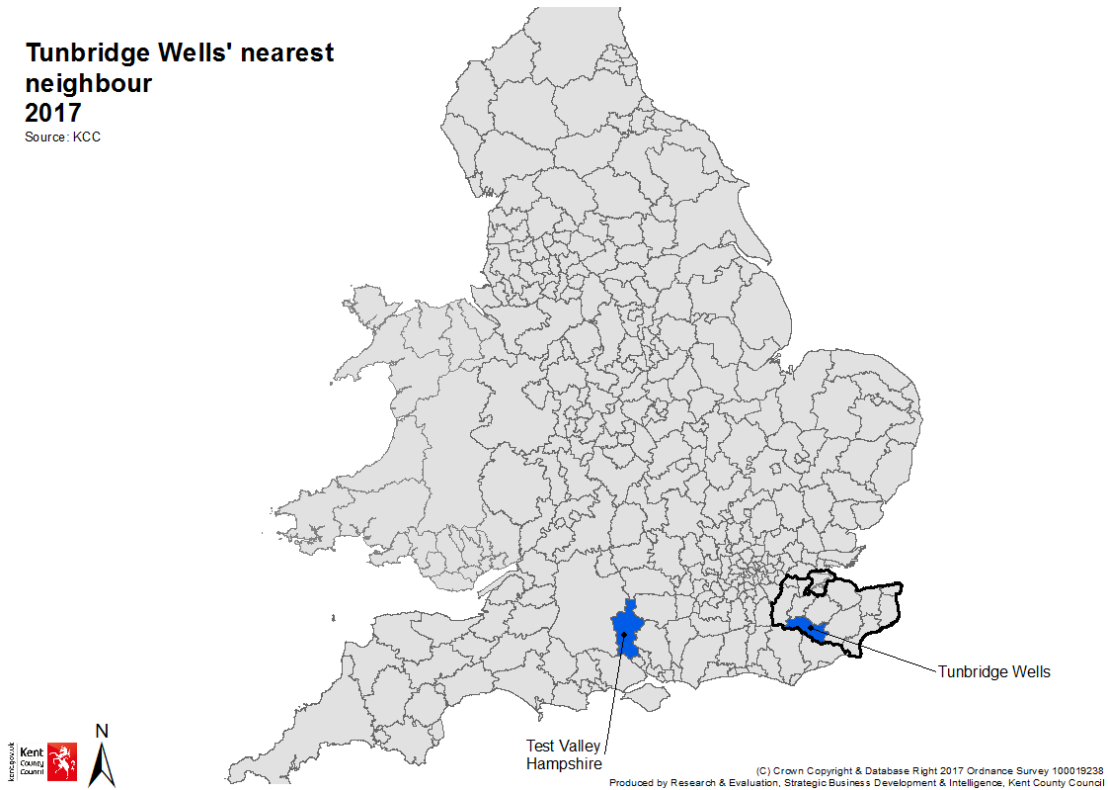 Tunbridge Wells' nearest
neighbour
2017
Source: KCC
Tunbridge Wells
Test Valley
Hampshire
N
kent.gov.uk
Kent
County
Council
(C) Crown Copyright & Database Right 2017 Ordnance Survey 100019238
Produced by Research & Evaluation, Strategic Business Development & Intelligence, Kent County Council